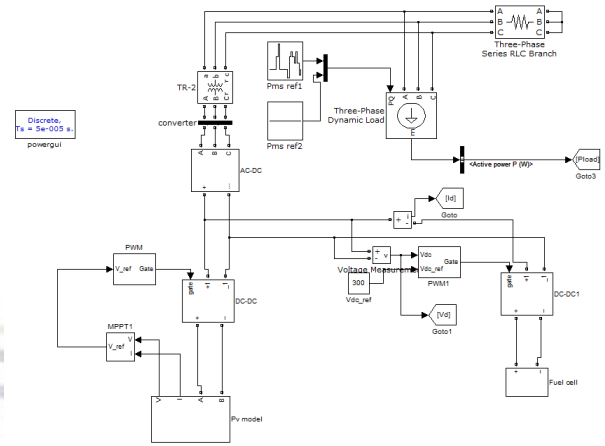 A B C
A B C
Three-Phase
Series RLC Branch
a b c
TR-2
A B C
Pms ref1
Pms ref2
PQ A B C
Three-Phase
Dynamic Load
m
<Active power P (W)>
[Pload]
Goto3
Discrete,
Ts = 5e-005 s.
powergui
converter
A B C
AC-DC
+ -
+ - i
[Id]
Goto
+ - v
Voltage Measurement
300
Vdc_ref
Vdc
Vdc_ref
Gate
PWM1
[Vd]
Goto1
gate
DC-DC1
+ -
+ -
Fuel cell
PWM
V_ref Gate
gate
DC-DC
+ -
MPPT1
V_ref
V
I
V I A B
Pv model